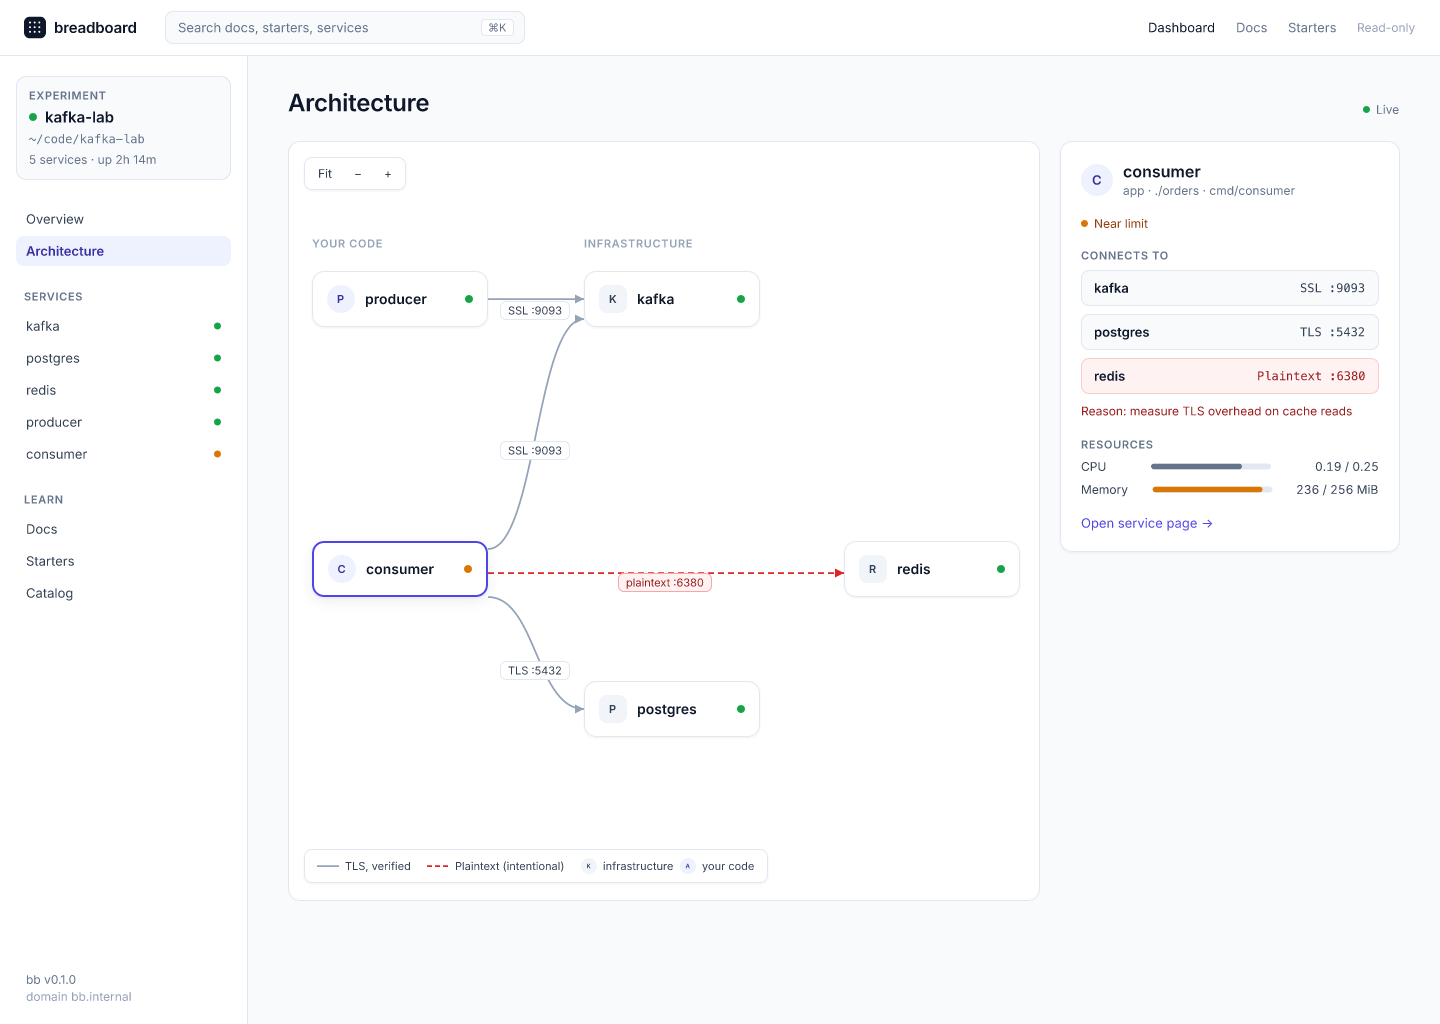 breadboard
Search docs, starters, services ⌘K
Dashboard Docs Starters Read-only
EXPERIMENT
kafka-lab
~/code/kafka-lab
5 services · up 2h 14m
Overview
Architecture
SERVICES
kafka
postgres
redis
producer
consumer
LEARN
Docs
Starters
Catalog
bb v0.1.0
domain bb.internal
Architecture
Live
Fit − +
YOUR CODE INFRASTRUCTURE
P producer
SSL :9093
K kafka
SSL :9093
C consumer
plaintext :6380
R redis
TLS :5432
P postgres
TLS, verified Plaintext (intentional) K infrastructure A your code
C consumer
app · ./orders · cmd/consumer
Near limit
CONNECTS TO
kafka SSL :9093
postgres TLS :5432
redis Plaintext :6380
Reason: measure TLS overhead on cache reads
RESOURCES
CPU 0.19 / 0.25
Memory 236 / 256 MiB
Open service page →